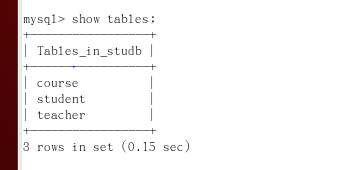 mysql> show tables;
+-----------------+
| Tables_in_studb |
+-----------------+
| course          |
| student         |
| teacher         |
+-----------------+
3 rows in set (0.15 sec)